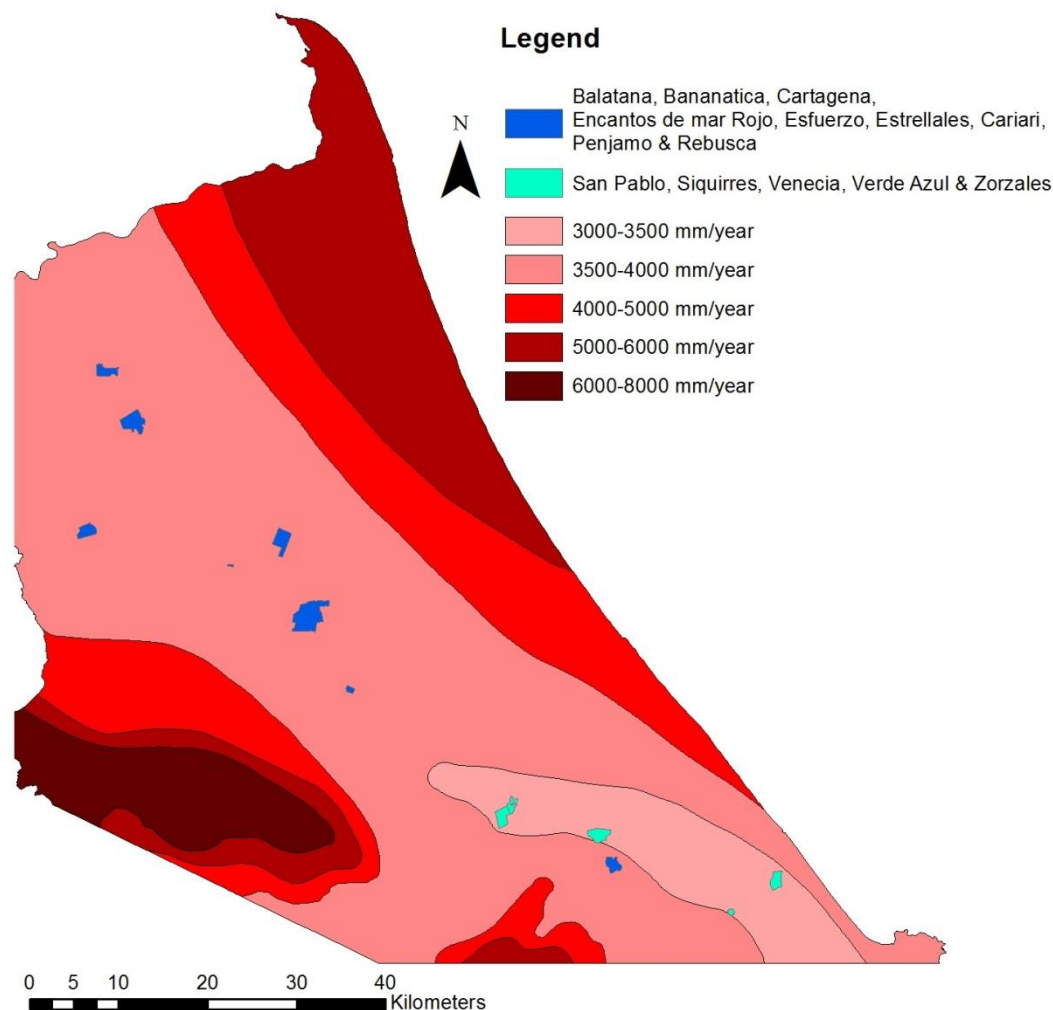 Legend
N
Balatana, Bananatica, Cartagena,
Encantos de mar Rojo, Esfuerzo, Estrellales, Cariari,
Penjamo & Rebusca
San Pablo, Siquirres, Venecia, Verde Azul & Zorzales
3000-3500 mm/year
3500-4000 mm/year
4000-5000 mm/year
5000-6000 mm/year
6000-8000 mm/year
0 5 10 20 30 40
Kilometers